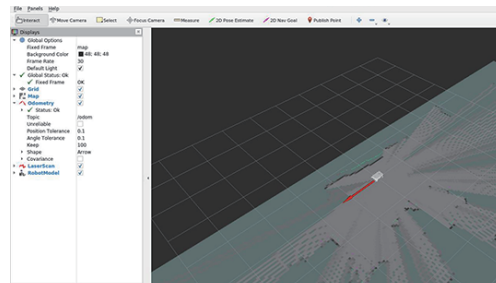 File Panels Help
Interact Move Camera Select Focus Camera Measure 2D Pose Estimate 2D Nav Goal Publish Point
Displays
Global Options
Fixed Frame map
Background Color 48; 48; 48
Frame Rate 30
Default Light
Global Status: Ok
Fixed Frame OK
Grid
Map
Odometry
Status: Ok
Topic /odom
Unreliable
Position Tolerance 0.1
Angle Tolerance 0.1
Keep 100
Shape Arrow
Covariance
LaserScan
RobotModel